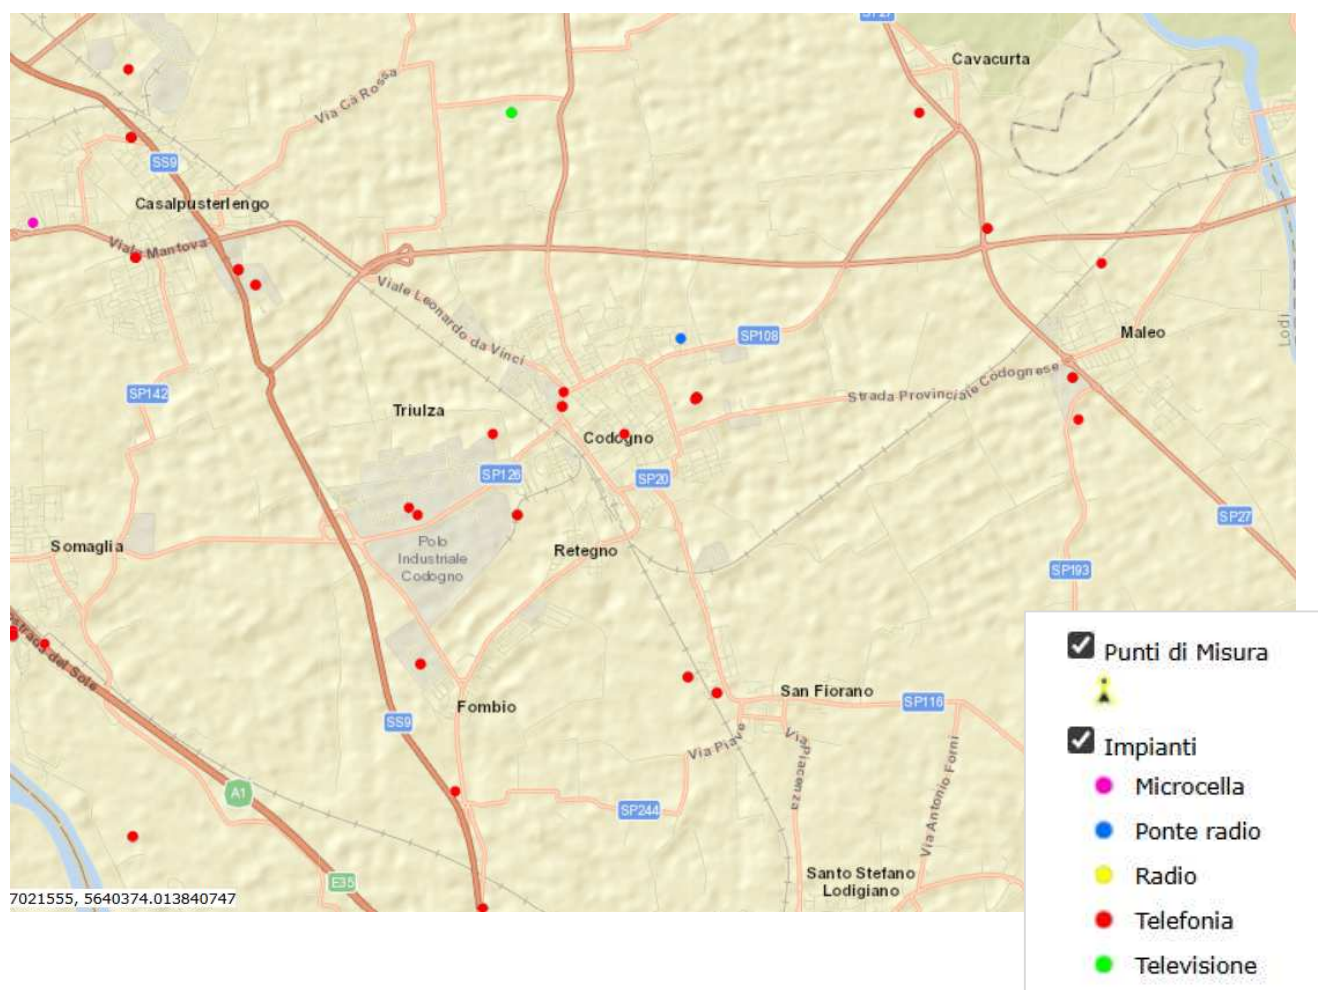 SP27
Cavacurta
Via Cà Rossa
SS9
Casalpusterlengo
Viale Mantova
Viale Leonardo da Vinci
SP108
Lodi
Maleo
Strada Provinciale Codognese
SP142
Triulza
Codogno
SP126
SP20
SP27
Somaglia
Polo
Industriale
Codogno
Retegno
SP193
strada del Sole
San Fiorano
SP116
Fombio
SS9
Via Piave
Via Piacenza
Via Antonio Forni
A1
SP244
Santo Stefano
Lodigiano
E35
7021555, 5640374.013840747
Punti di Misura
Impianti
Microcella
Ponte radio
Radio
Telefonia
Televisione